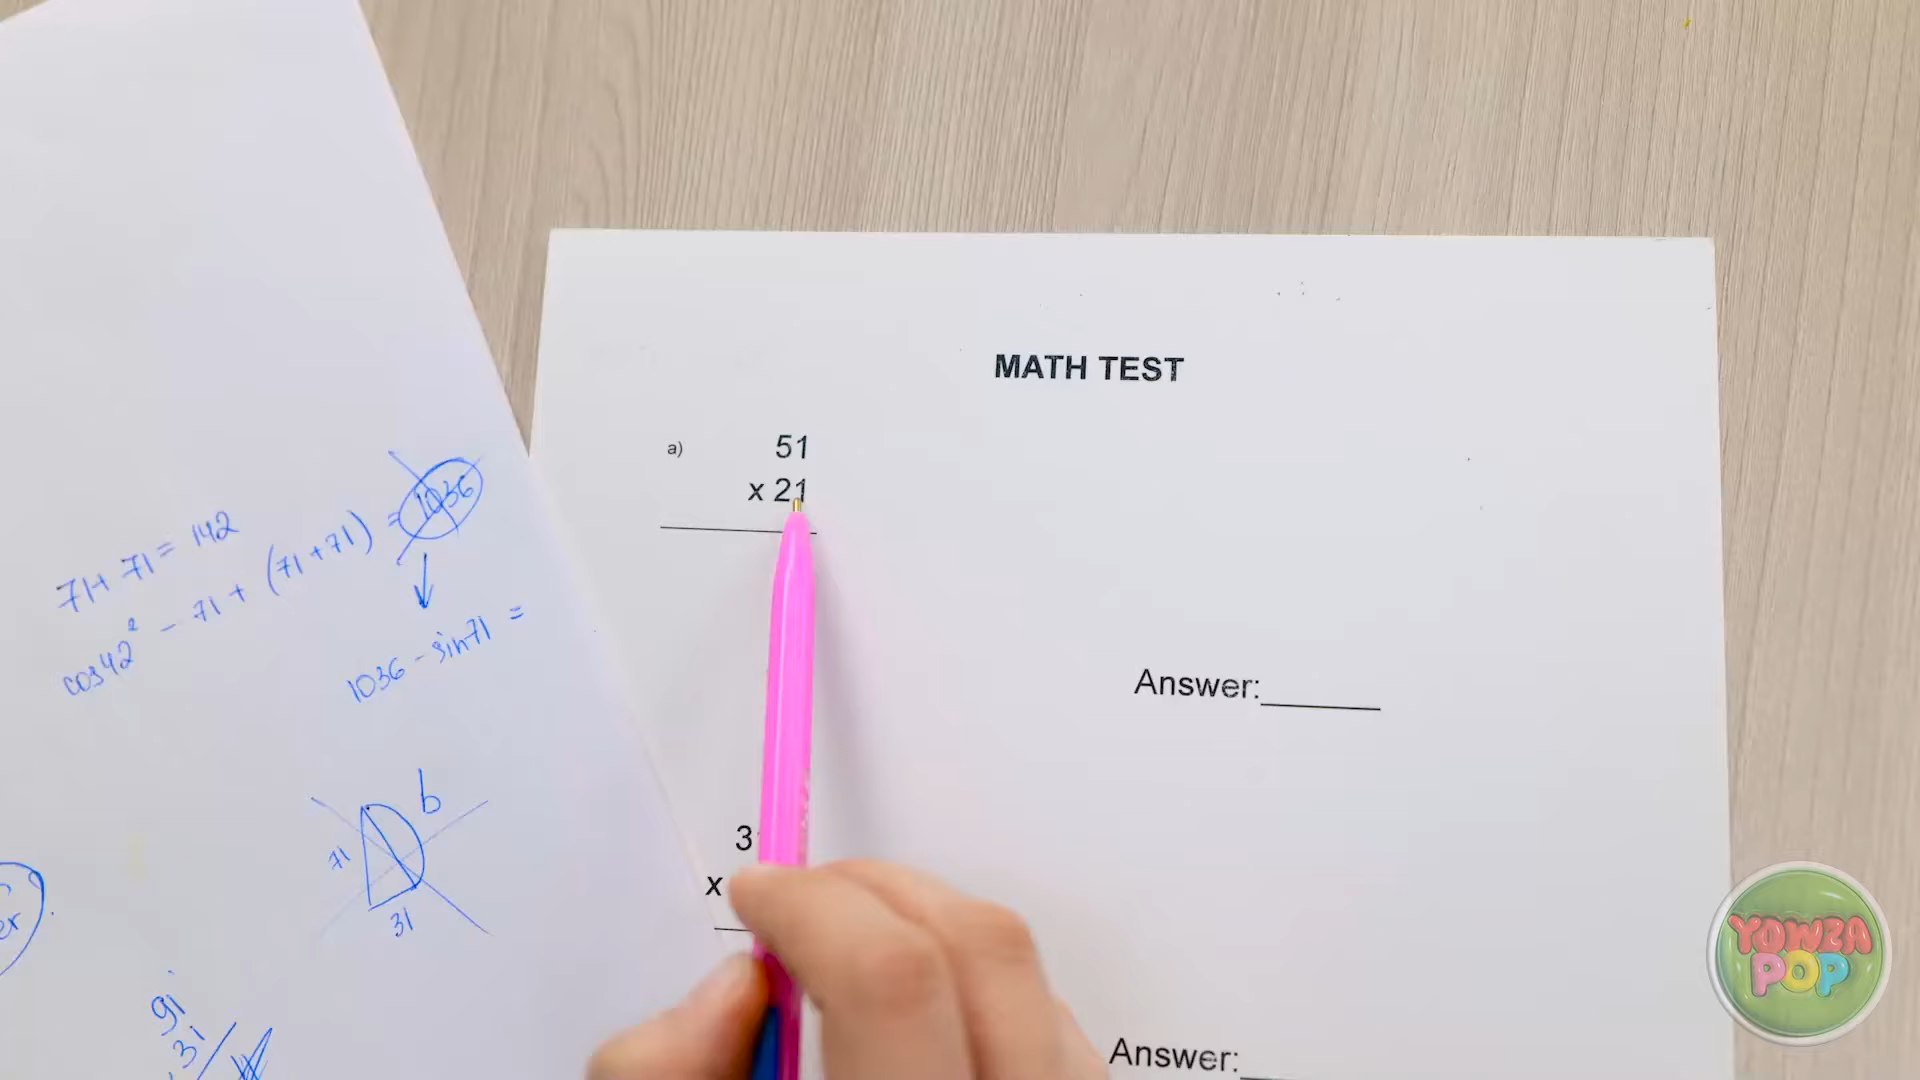 MATH TEST
a) 51
x 21
Answer:
3
x
Answer:
71+ 71 = 142
cos42² - 71 + (71+71) = 1036
1036 - sin71 =
b
71
31
91
31
YOWZA
POP